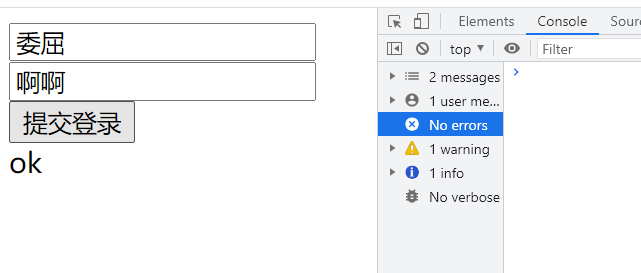 委屈
啊啊
提交登录
ok
Elements Console Sour
top Filter
2 messages
1 user me...
No errors
1 warning
1 info
No verbose